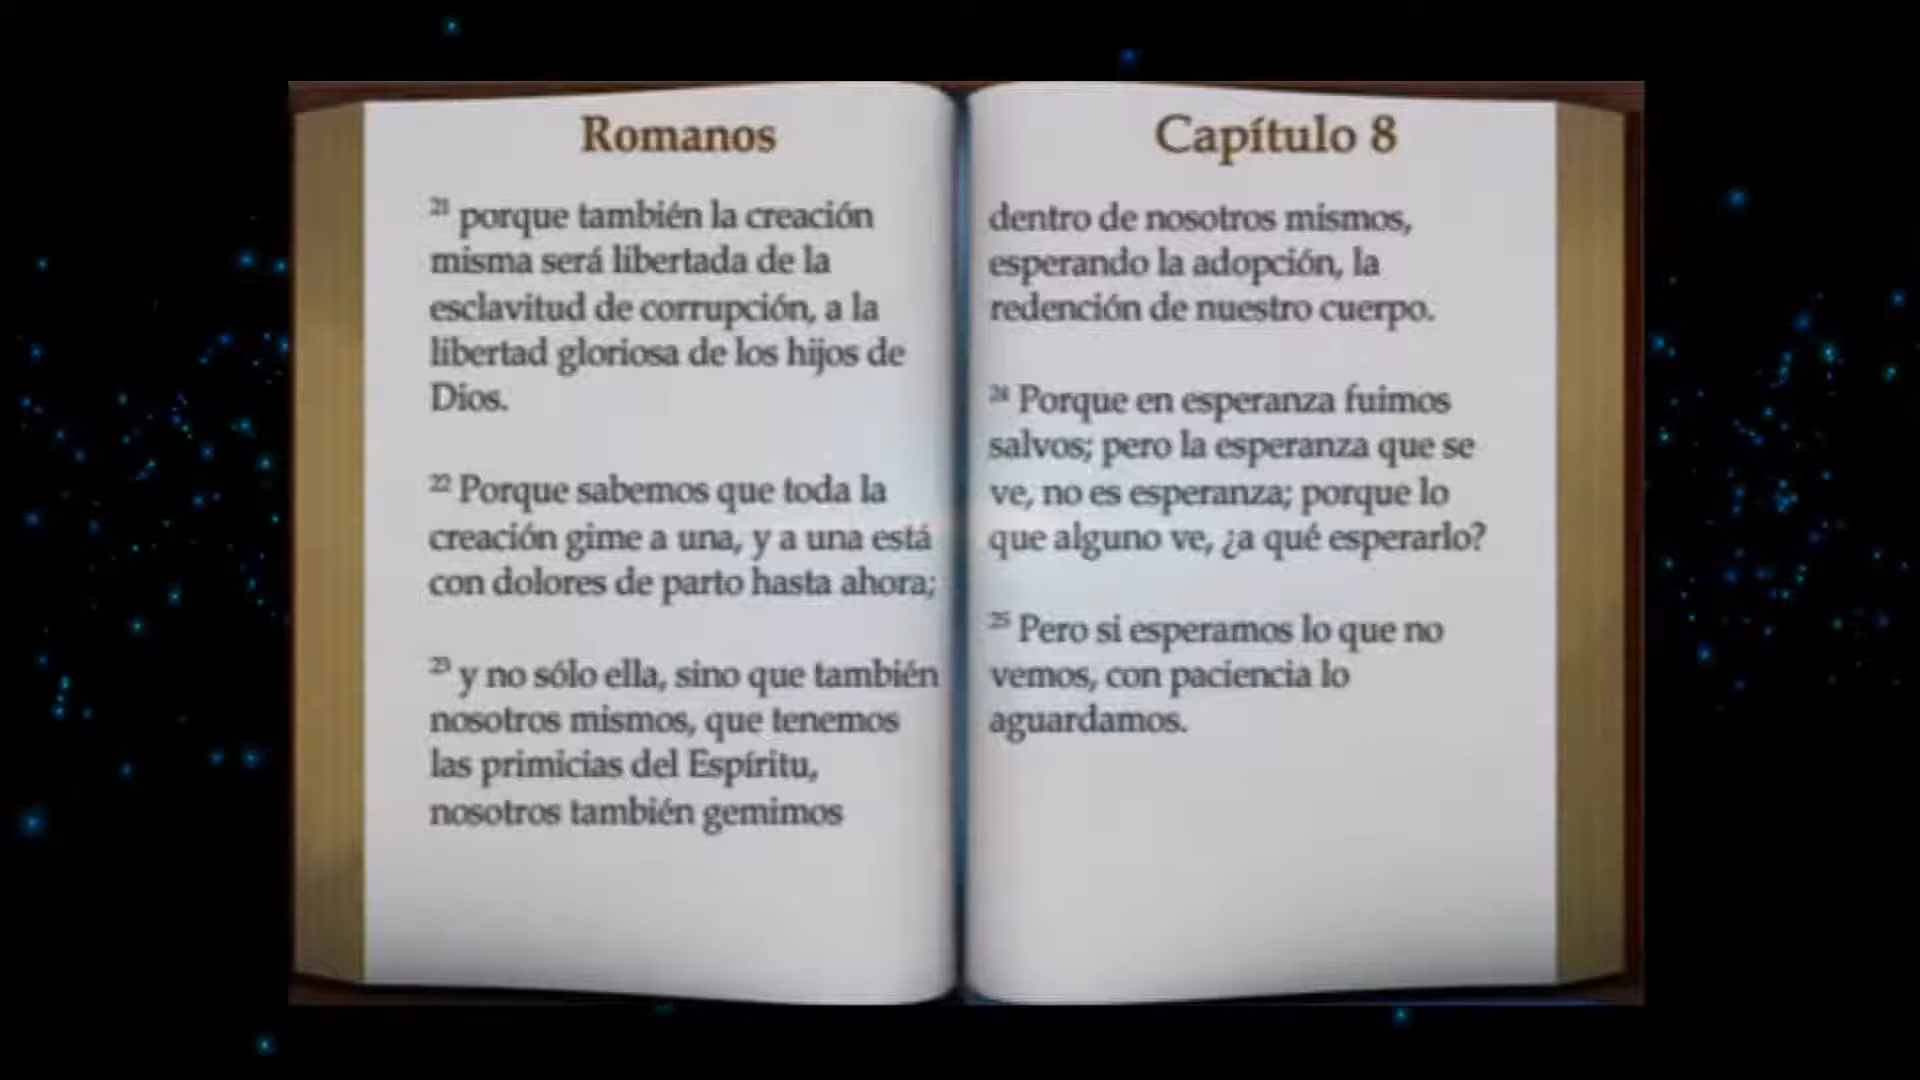 Romanos
21 porque también la creación
misma será libertada de la
esclavitud de corrupción, a la
libertad gloriosa de los hijos de
Dios.
22 Porque sabemos que toda la
creación gime a una, y a una está
con dolores de parto hasta ahora;
23 y no sólo ella, sino que también
nosotros mismos, que tenemos
las primicias del Espíritu,
nosotros también gemimos
Capítulo 8
dentro de nosotros mismos,
esperando la adopción, la
redención de nuestro cuerpo.
24 Porque en esperanza fuimos
salvos; pero la esperanza que se
ve, no es esperanza; porque lo
que alguno ve, ¿a qué esperarlo?
25 Pero si esperamos lo que no
vemos, con paciencia lo
aguardamos.